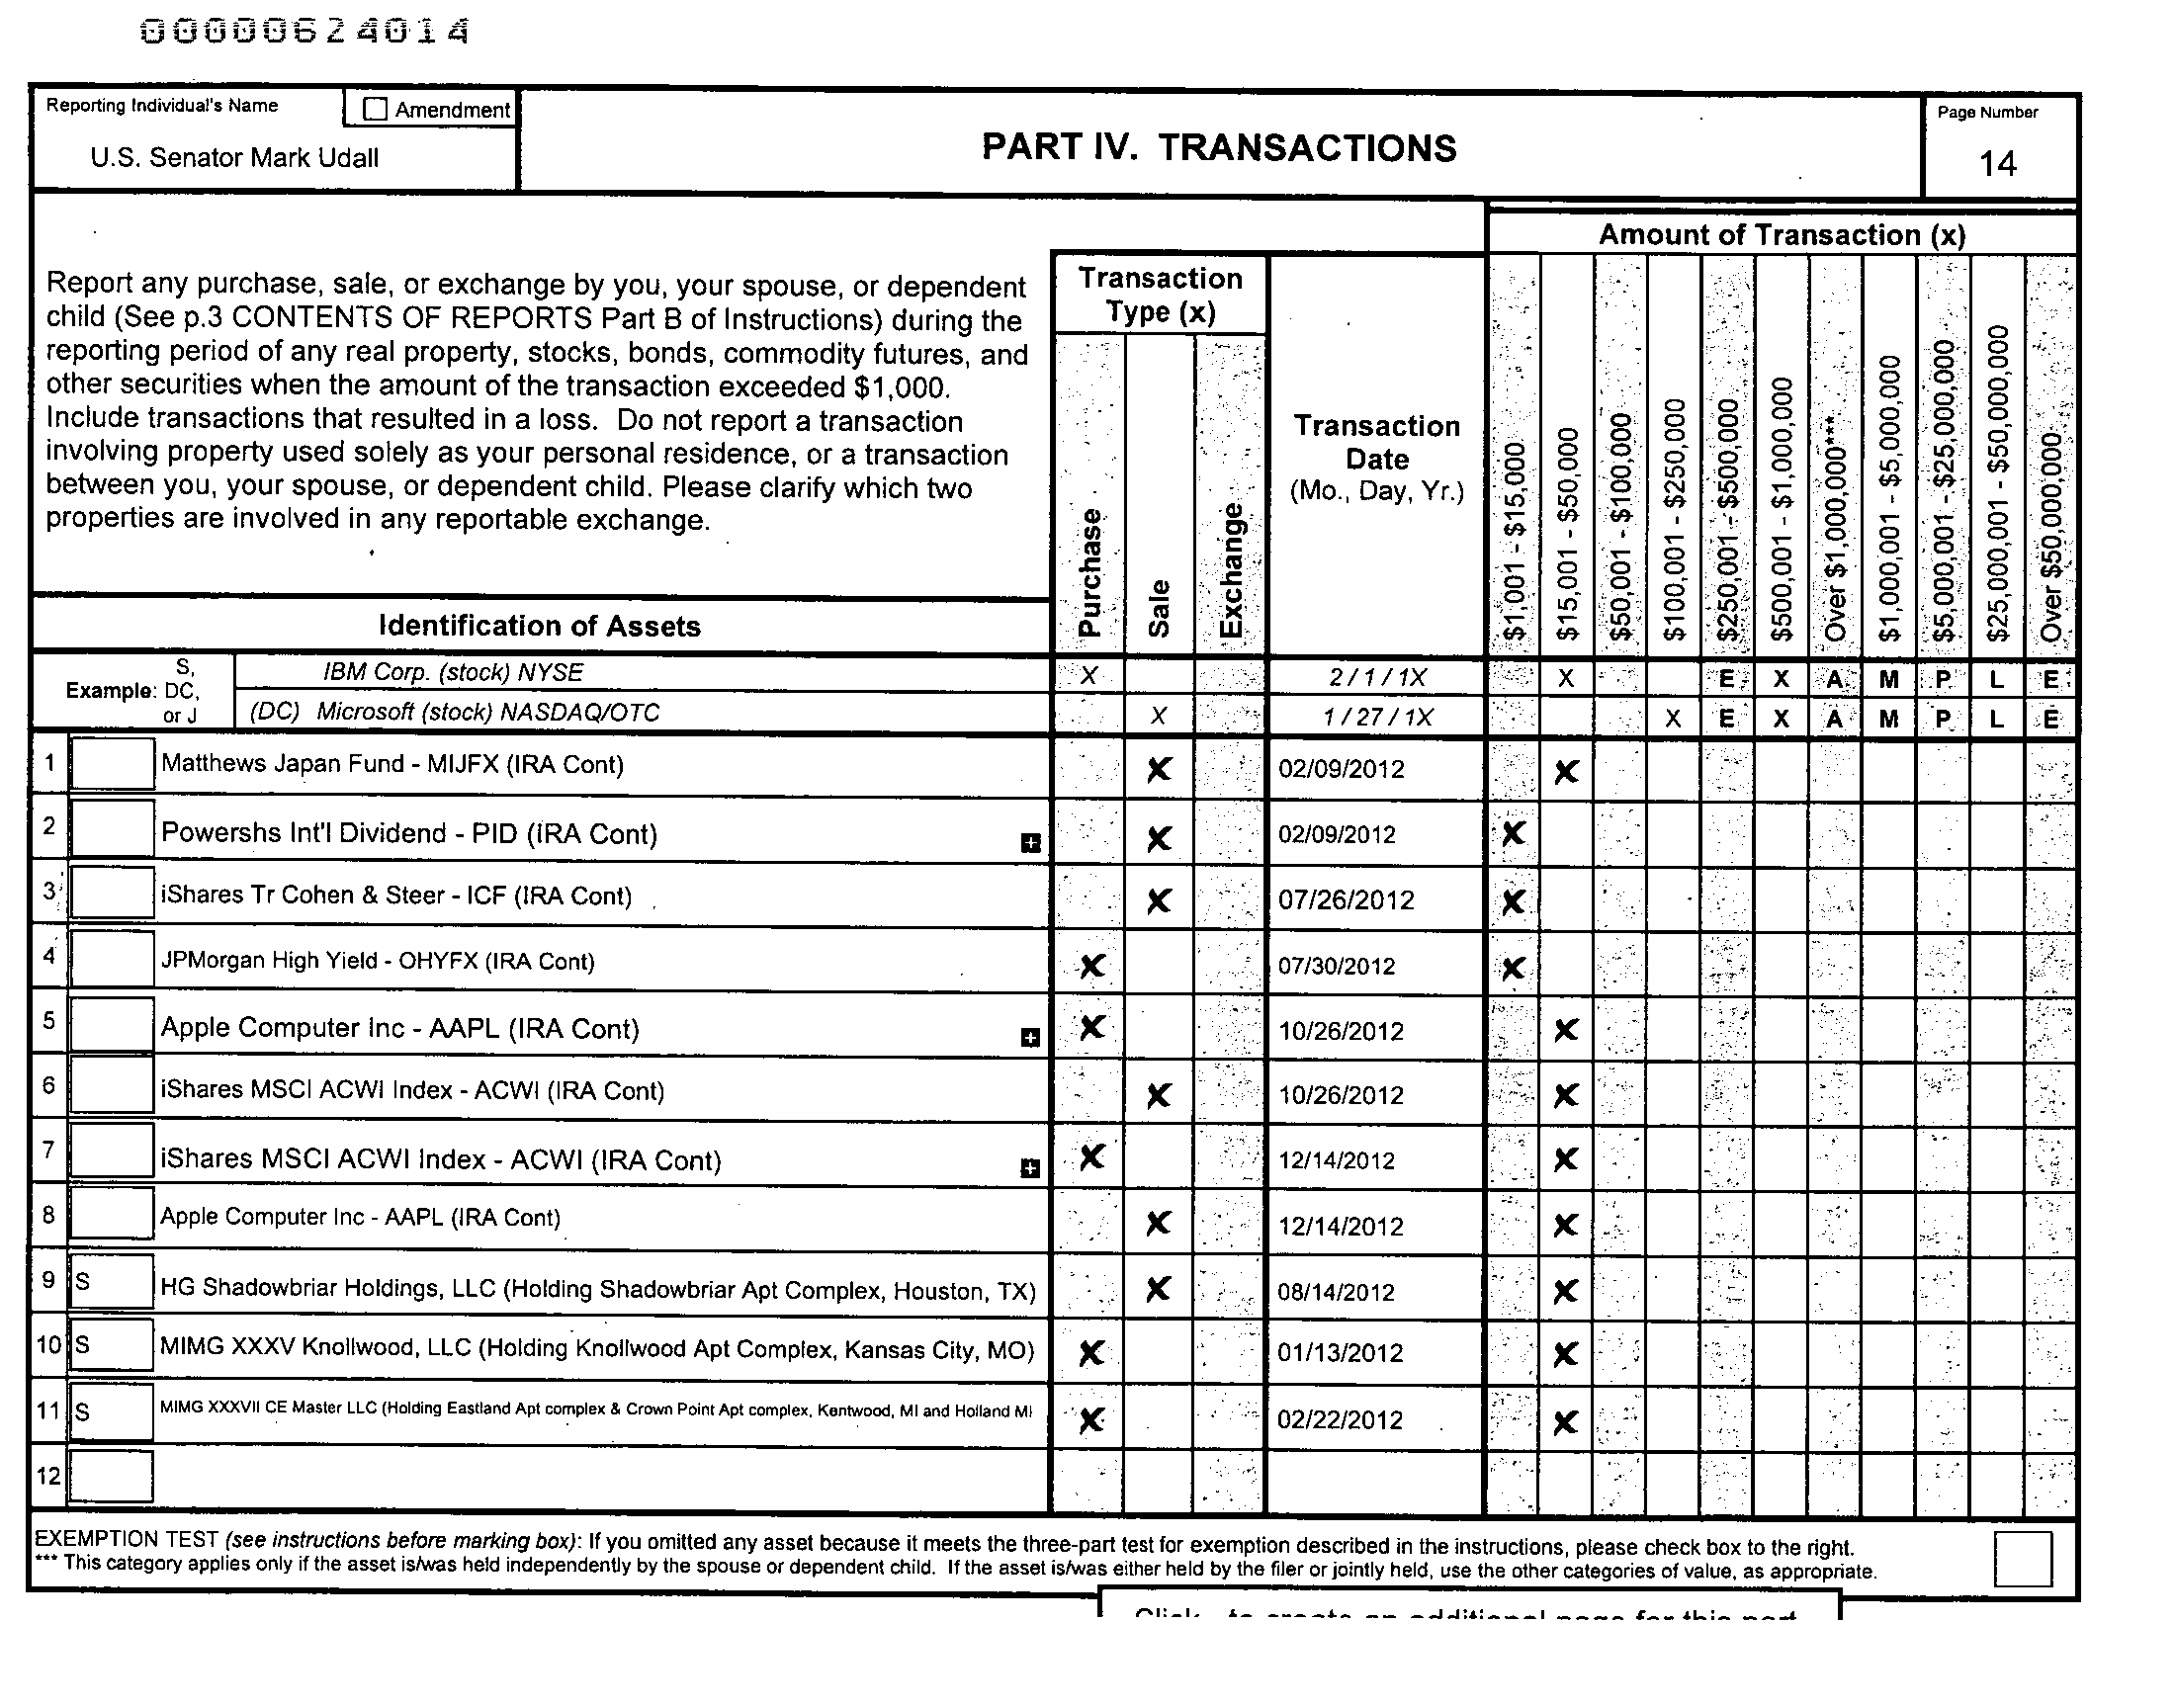 00000624014
Reporting Individual's Name
Amendment
U.S. Senator Mark Udall
PART IV. TRANSACTIONS
Page Number
14
Report any purchase, sale, or exchange by you, your spouse, or dependent
child (See p.3 CONTENTS OF REPORTS Part B of Instructions) during the
reporting period of any real property, stocks, bonds, commodity futures, and
other securities when the amount of the transaction exceeded $1,000.
Include transactions that resulted in a loss. Do not report a transaction
involving property used solely as your personal residence, or a transaction
between you, your spouse, or dependent child. Please clarify which two
properties are involved in any reportable exchange.
Identification of Assets
Transaction
Type (x)
Purchase
Sale
Exchange
Transaction
Date
(Mo., Day, Yr.)
Amount of Transaction (x)
$1,001 - $15,000
$15,001 - $50,000
$50,001 - $100,000
$100,001 - $250,000
$250,001 - $500,000
$500,001 - $1,000,000
Over $1,000,000***
$1,000,001 - $5,000,000
$5,000,001 - $25,000,000
$25,000,001 - $50,000,000
Over $50,000,000
Example: S, DC, or J
IBM Corp. (stock) NYSE X 2 / 1 / 1X X E X A M P L E
(DC) Microsoft (stock) NASDAQ/OTC X 1 / 27 / 1X X E X A M P L E
1 Matthews Japan Fund - MIJFX (IRA Cont) X 02/09/2012 X
2 Powershs Int'l Dividend - PID (IRA Cont) + X 02/09/2012 X
3 iShares Tr Cohen & Steer - ICF (IRA Cont) X 07/26/2012 X
4 JPMorgan High Yield - OHYFX (IRA Cont) X 07/30/2012 X
5 Apple Computer Inc - AAPL (IRA Cont) + X 10/26/2012 X
6 iShares MSCI ACWI Index - ACWI (IRA Cont) X 10/26/2012 X
7 iShares MSCI ACWI Index - ACWI (IRA Cont) + X 12/14/2012 X
8 Apple Computer Inc - AAPL (IRA Cont) X 12/14/2012 X
9 S HG Shadowbriar Holdings, LLC (Holding Shadowbriar Apt Complex, Houston, TX) X 08/14/2012 X
10 S MIMG XXXV Knollwood, LLC (Holding Knollwood Apt Complex, Kansas City, MO) X 01/13/2012 X
11 S MIMG XXXVII CE Master LLC (Holding Eastland Apt complex & Crown Point Apt complex, Kentwood, MI and Holland MI X 02/22/2012 X
12
EXEMPTION TEST (see instructions before marking box): If you omitted any asset because it meets the three-part test for exemption described in the instructions, please check box to the right.
*** This category applies only if the asset is/was held independently by the spouse or dependent child. If the asset is/was either held by the filer or jointly held, use the other categories of value, as appropriate.
Click to create an additional page for this part